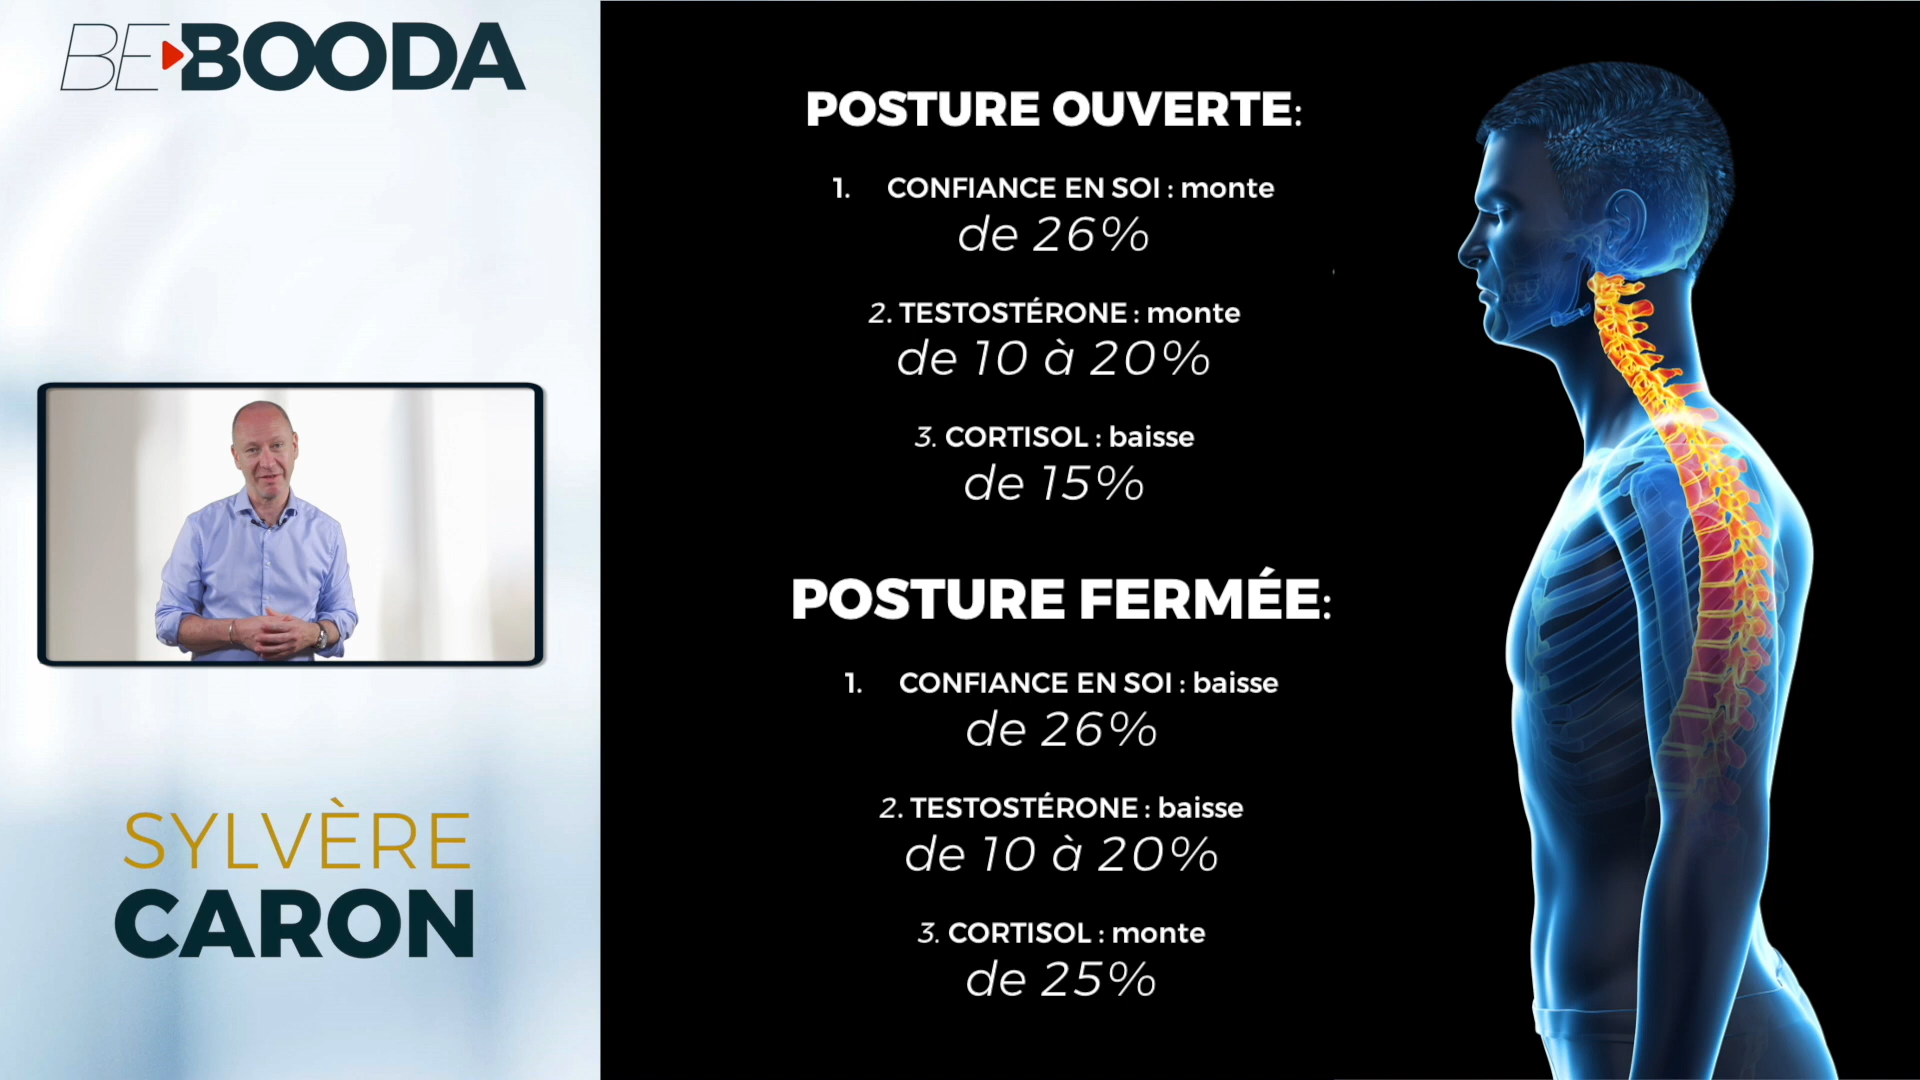 BE BOODA
SYLVÈRE
CARON
POSTURE OUVERTE:
1. CONFIANCE EN SOI : monte
de 26%
2. TESTOSTÉRONE : monte
de 10 à 20%
3. CORTISOL : baisse
de 15%
POSTURE FERMÉE:
1. CONFIANCE EN SOI : baisse
de 26%
2. TESTOSTÉRONE : baisse
de 10 à 20%
3. CORTISOL : monte
de 25%